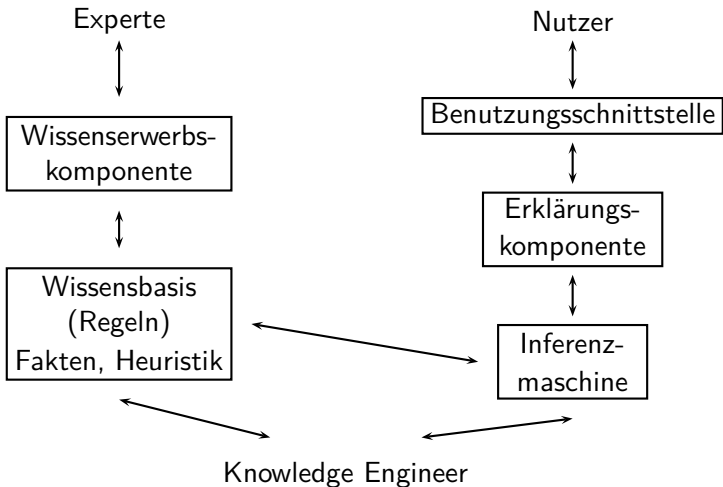 Experte
Nutzer
Wissenserwerbs-
komponente
Benutzungsschnittstelle
Erklärungs-
komponente
Wissensbasis
(Regeln)
Fakten, Heuristik
Inferenz-
maschine
Knowledge Engineer